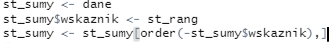 st_sumy <- dane
st_sumy$wskaznik <- st_rang
st_sumy <- st_sumy[order(-st_sumy$wskaznik),]